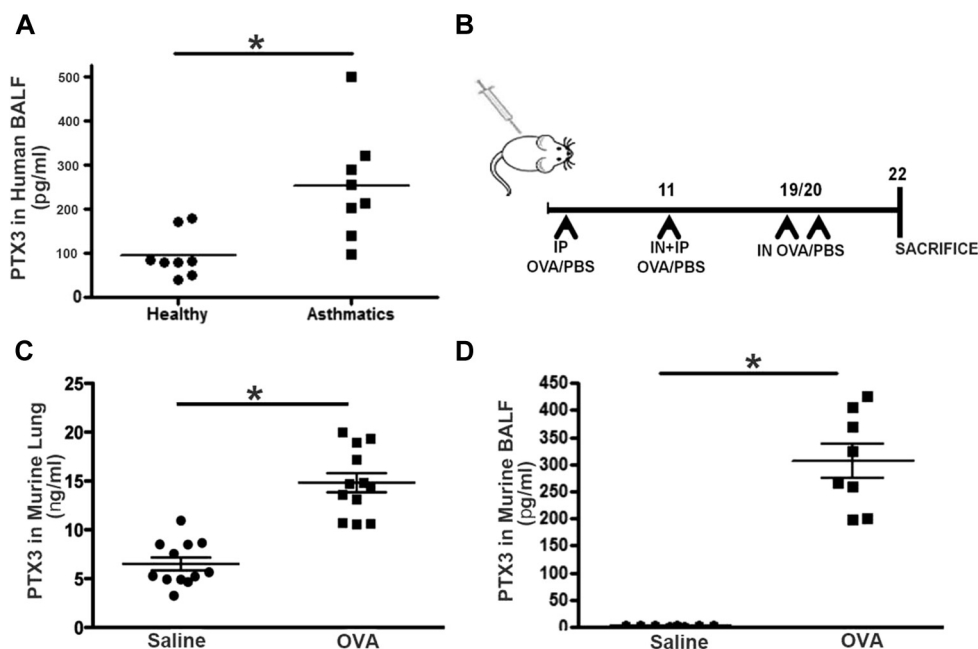 A
*
PTX3 in Human BALF
(pg/ml)
500
400
300
200
100
0
Healthy
Asthmatics
B
11
19/20
22
IP
OVA/PBS
IN+IP
OVA/PBS
IN OVA/PBS
SACRIFICE
C
*
PTX3 in Murine Lung
(ng/ml)
25
20
15
10
5
0
Saline
OVA
D
*
PTX3 in Murine BALF
(pg/ml)
450
400
350
300
250
200
150
100
50
0
Saline
OVA